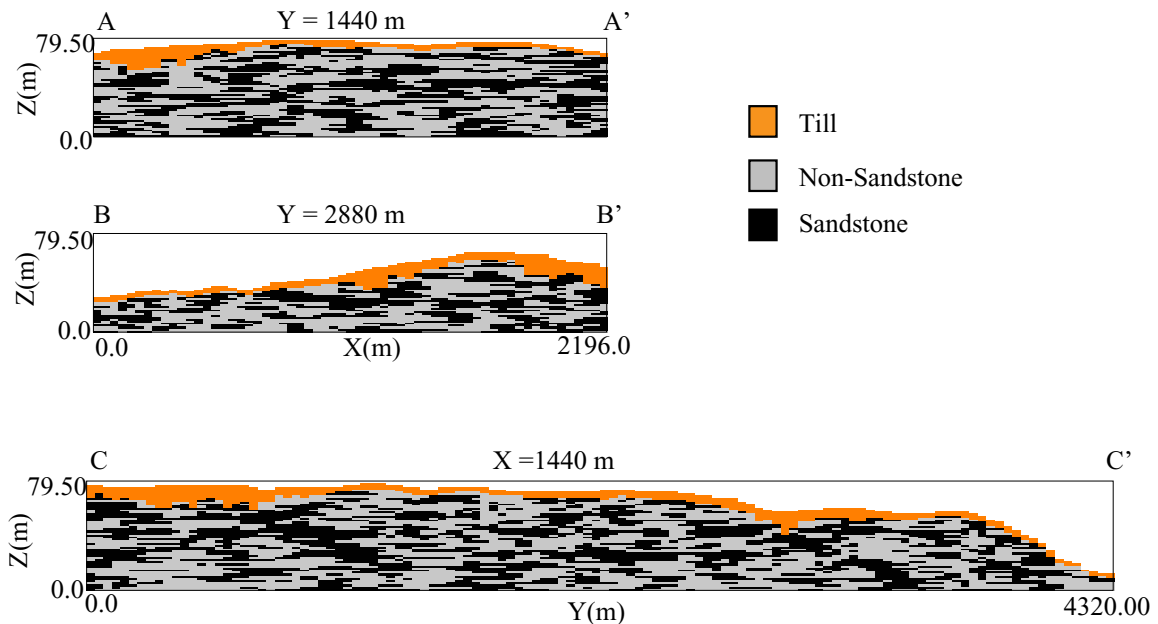 A Y = 1440 m A’
79.50
Z(m)
0.0
Till
Non-Sandstone
Sandstone
B Y = 2880 m B’
79.50
Z(m)
0.0
0.0 X(m) 2196.0
C X =1440 m C’
79.50
Z(m)
0.0
0.0 Y(m) 4320.00